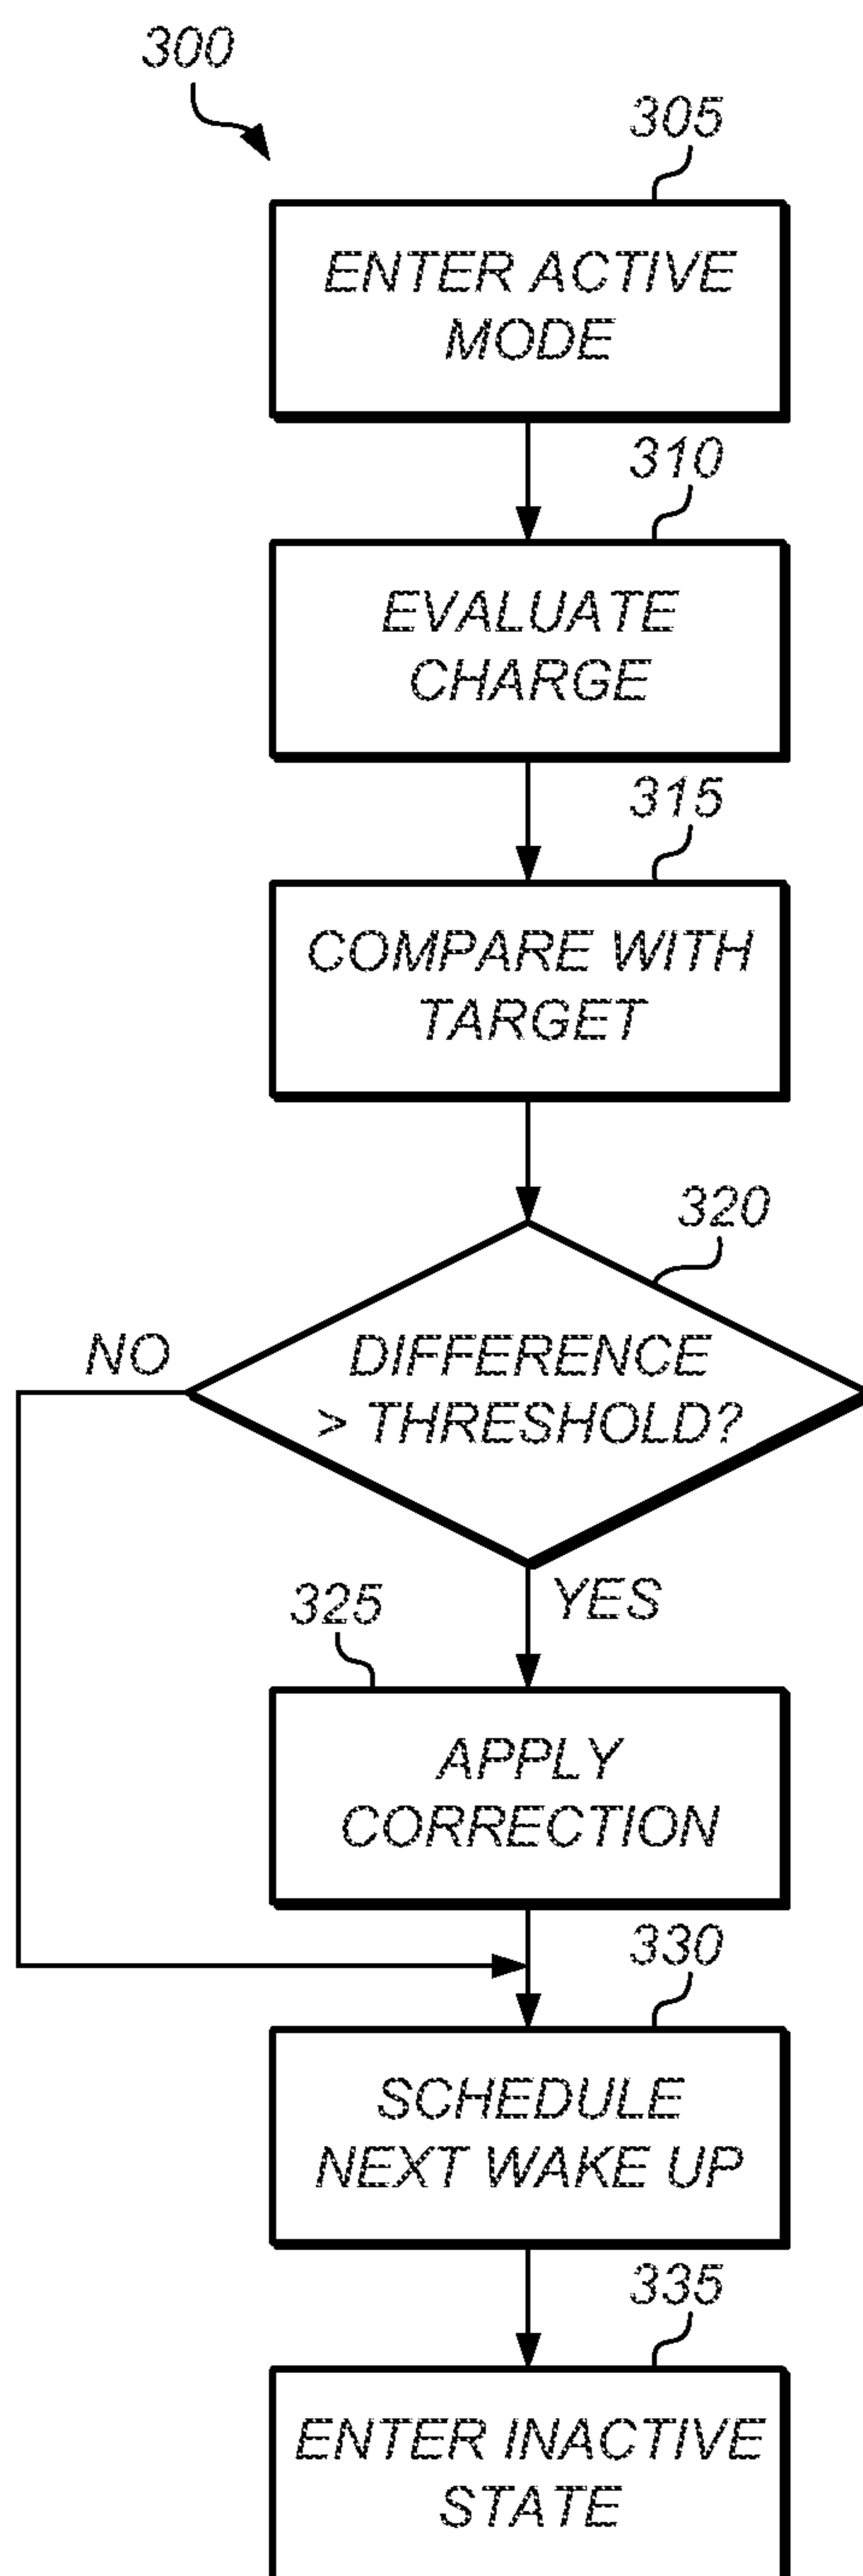 300
305
ENTER ACTIVE
MODE
310
EVALUATE
CHARGE
315
COMPARE WITH
TARGET
320
DIFFERENCE
> THRESHOLD?
NO
YES
325
APPLY
CORRECTION
330
SCHEDULE
NEXT WAKE UP
335
ENTER INACTIVE
STATE